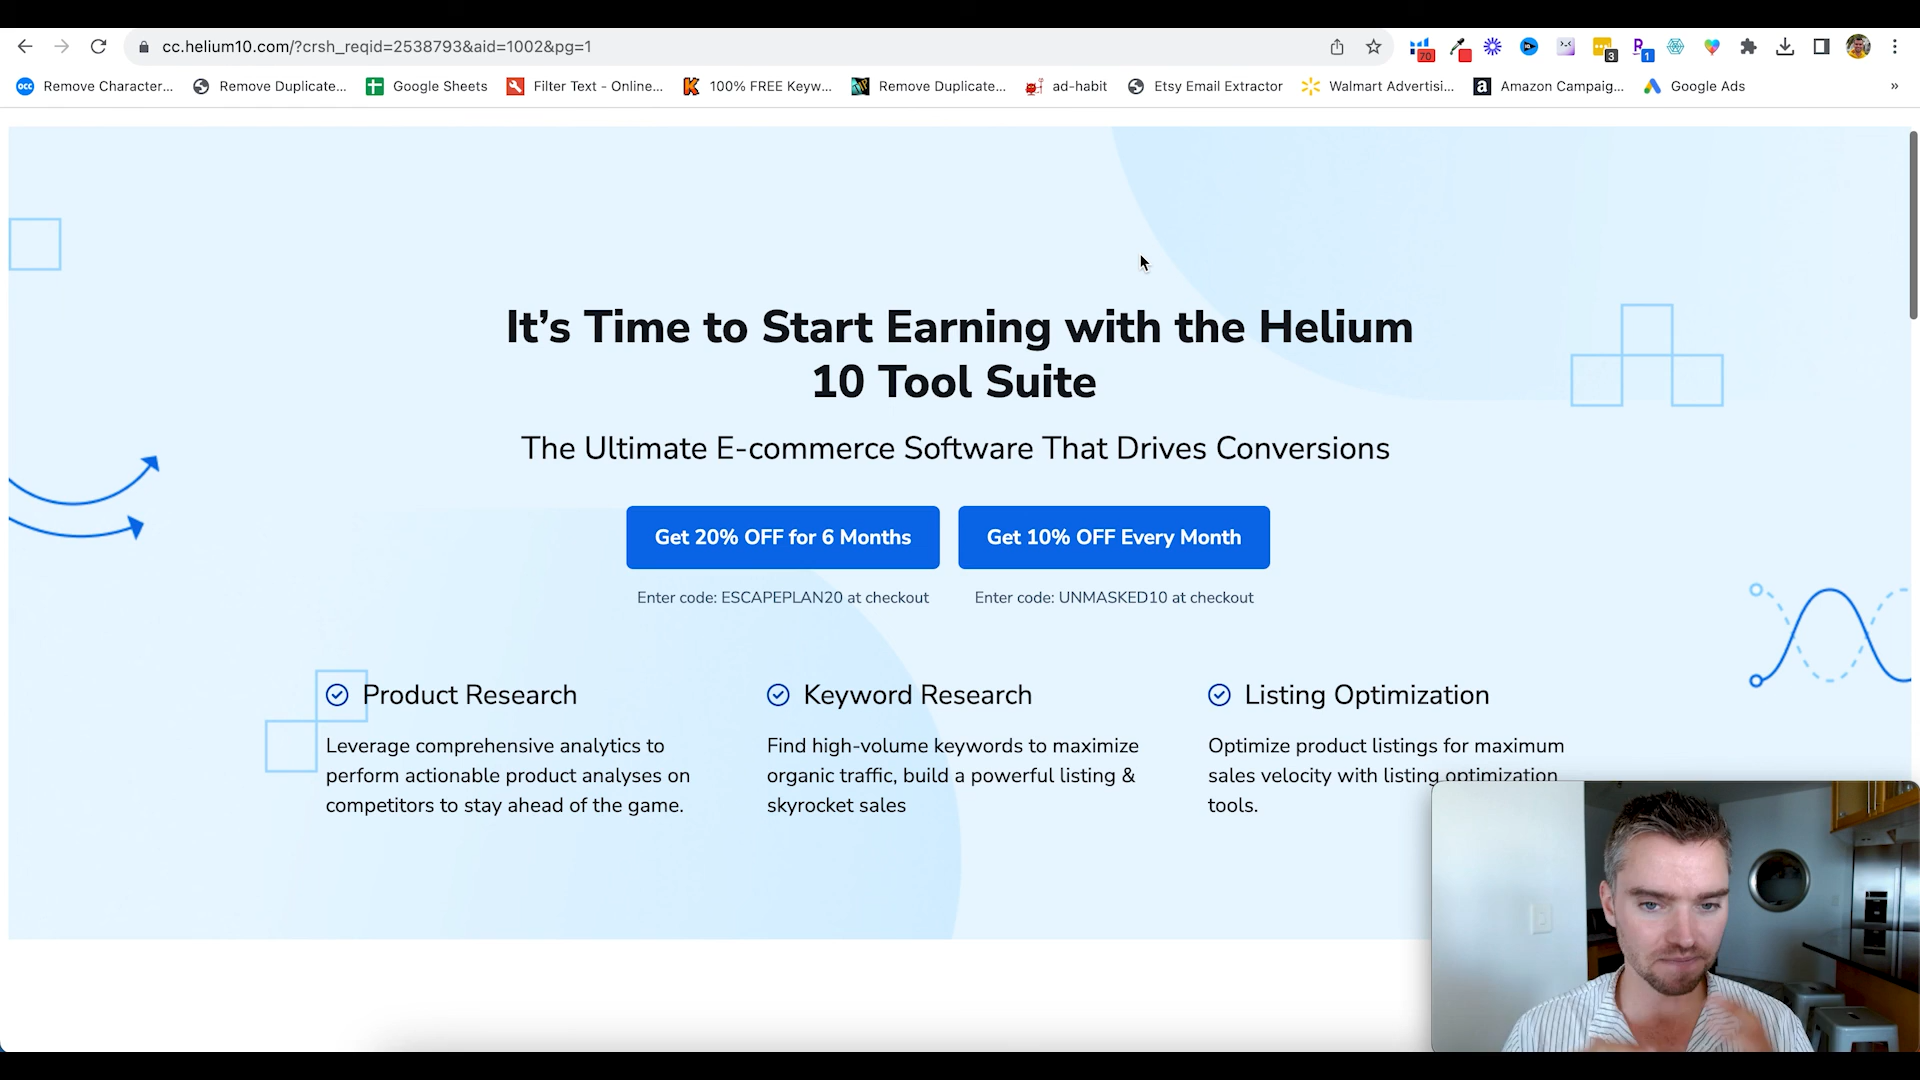 cc.helium10.com/?crsh_reqid=2538793&aid=1002&pg=1
70
3
1
Remove Character...
Remove Duplicate...
Google Sheets
Filter Text - Online...
100% FREE Keyw...
Remove Duplicate...
ad-habit
Etsy Email Extractor
Walmart Advertisi...
Amazon Campaig...
Google Ads
»
It's Time to Start Earning with the Helium
10 Tool Suite
The Ultimate E-commerce Software That Drives Conversions
Get 20% OFF for 6 Months
Get 10% OFF Every Month
Enter code: ESCAPEPLAN20 at checkout
Enter code: UNMASKED10 at checkout
Product Research
Leverage comprehensive analytics to
perform actionable product analyses on
competitors to stay ahead of the game.
Keyword Research
Find high-volume keywords to maximize
organic traffic, build a powerful listing &
skyrocket sales
Listing Optimization
Optimize product listings for maximum
sales velocity with listing optimization
tools.